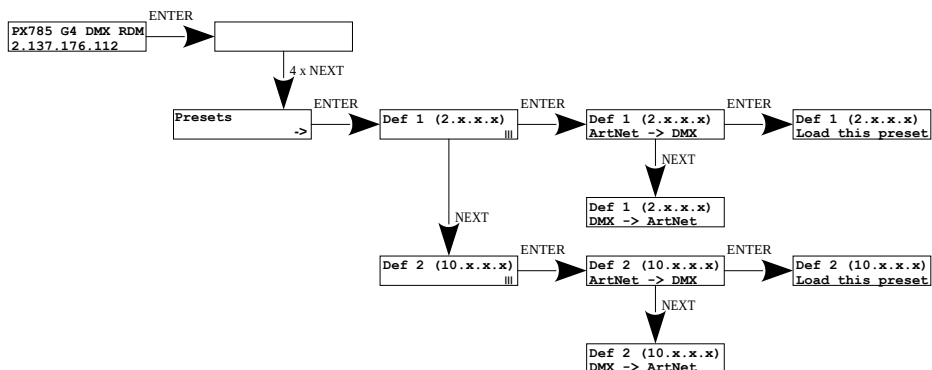 ENTER
PX785 G4 DMX RDM
2.137.176.112
4 x NEXT
Presets
->
ENTER
Def 1 (2.x.x.x)
ENTER
Def 1 (2.x.x.x)
ArtNet -> DMX
ENTER
Def 1 (2.x.x.x)
Load this preset
NEXT
Def 1 (2.x.x.x)
DMX -> ArtNet
NEXT
Def 2 (10.x.x.x)
ENTER
Def 2 (10.x.x.x)
ArtNet -> DMX
ENTER
Def 2 (10.x.x.x)
Load this preset
NEXT
Def 2 (10.x.x.x)
DMX -> ArtNet